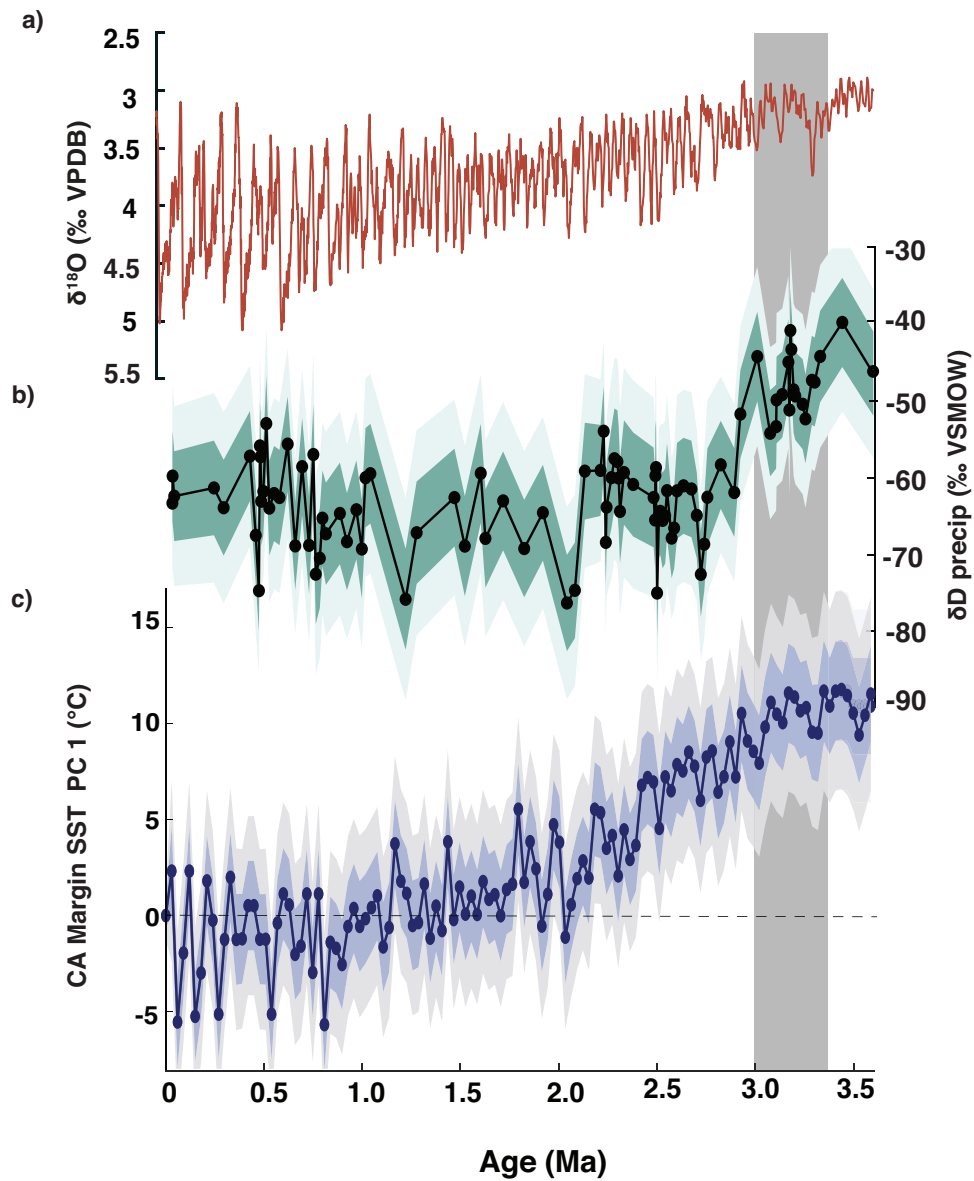 a)
2.5
3
3.5
4
4.5
5
5.5
δ¹⁸O (‰ VPDB)
b)
-30
-40
-50
-60
-70
-80
-90
δD precip (‰ VSMOW)
c)
15
10
5
0
-5
CA Margin SST PC 1 (°C)
0 0.5 1.0 1.5 2.0 2.5 3.0 3.5
Age (Ma)